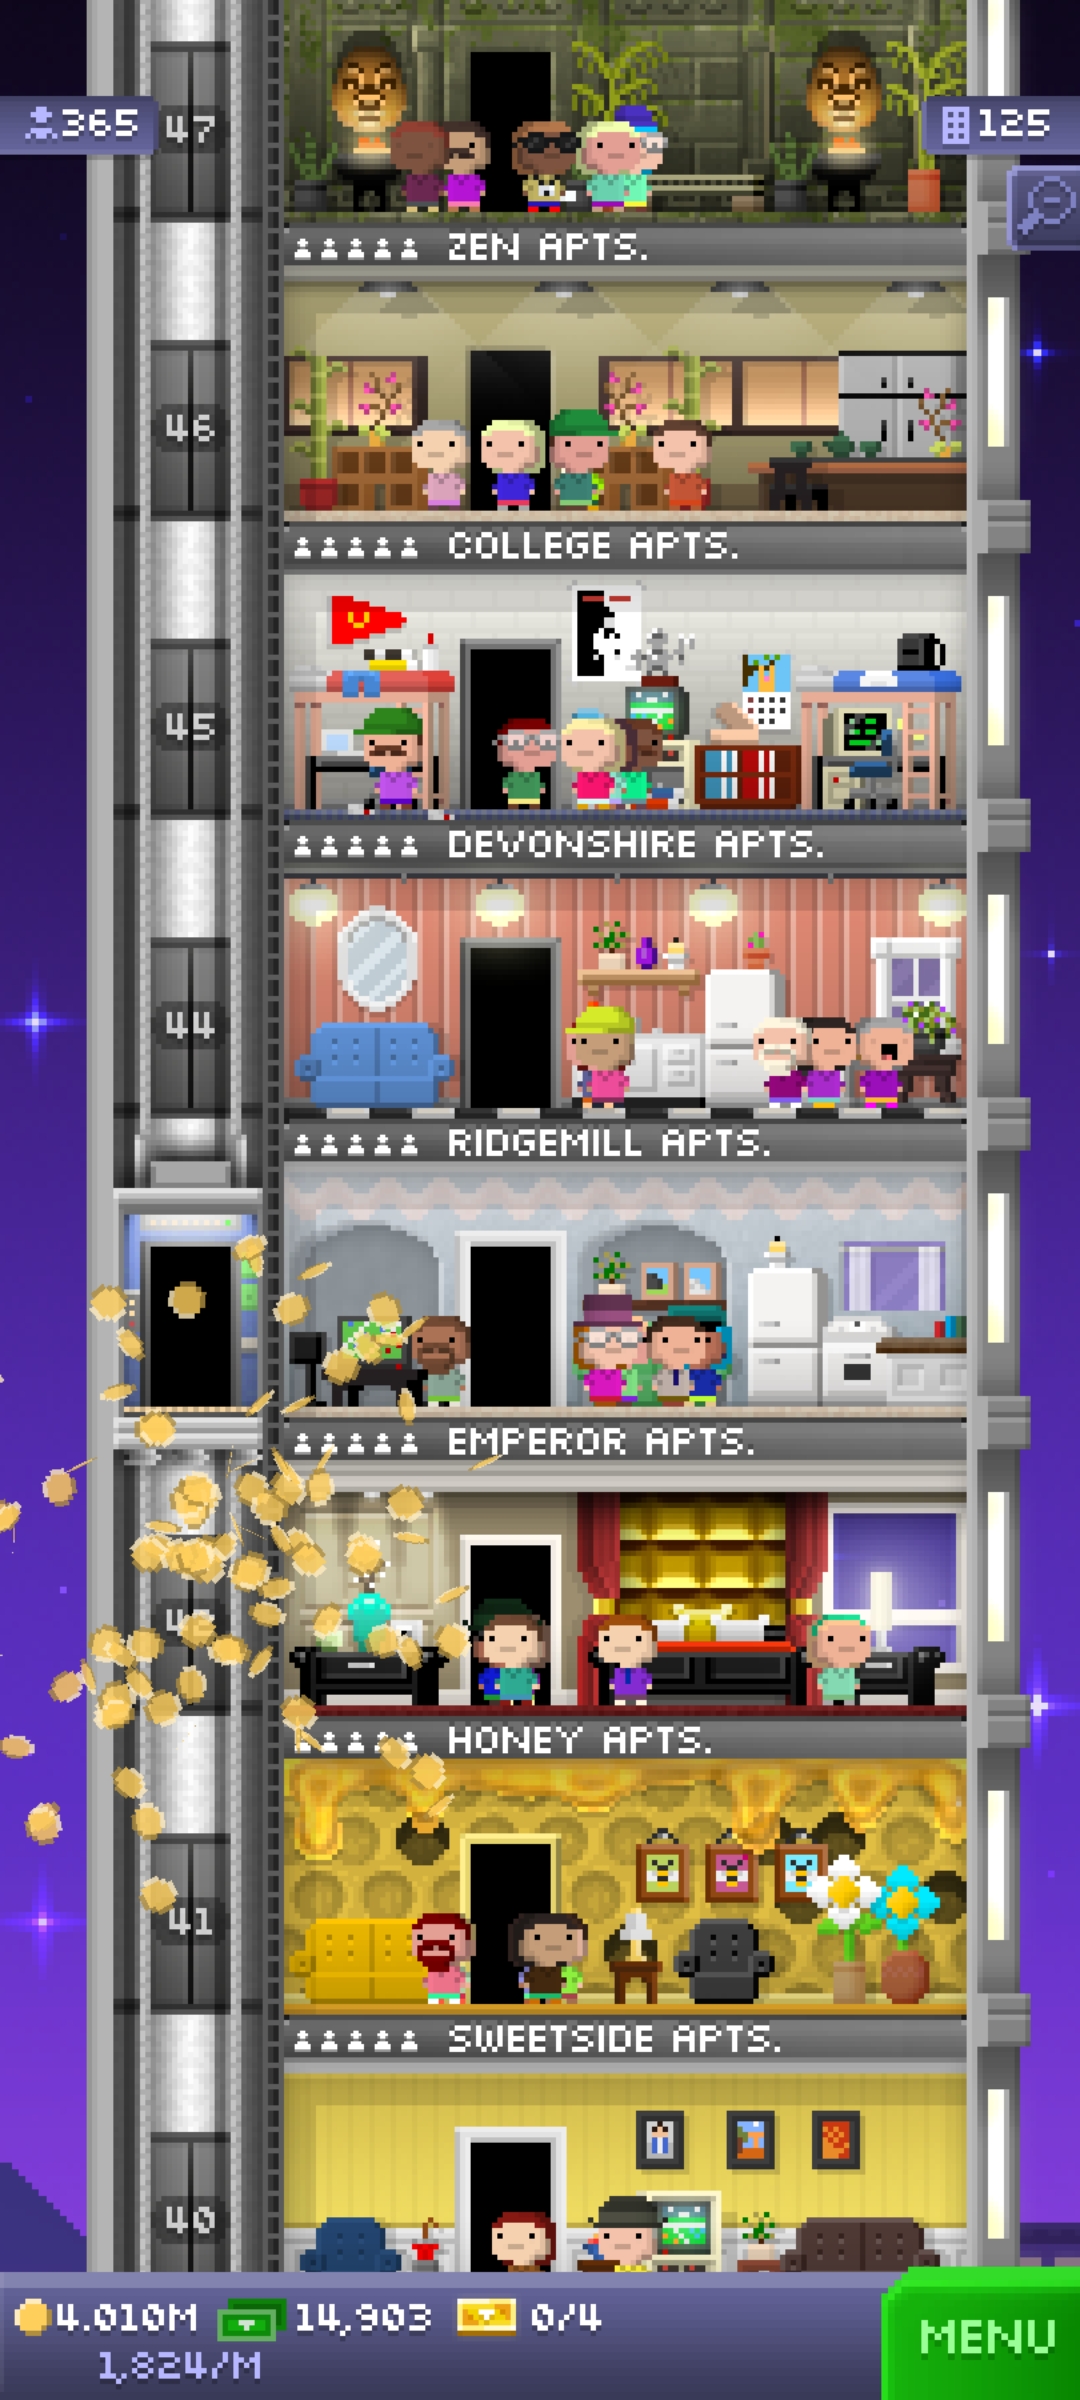 365
47
125
ZEN APTS.
46
COLLEGE APTS.
45
DEVONSHIRE APTS.
44
RIDGEMILL APTS.
EMPEROR APTS.
HONEY APTS.
41
SWEETSIDE APTS.
40
4.010M 14,903 0/4
1,824/M
MENU